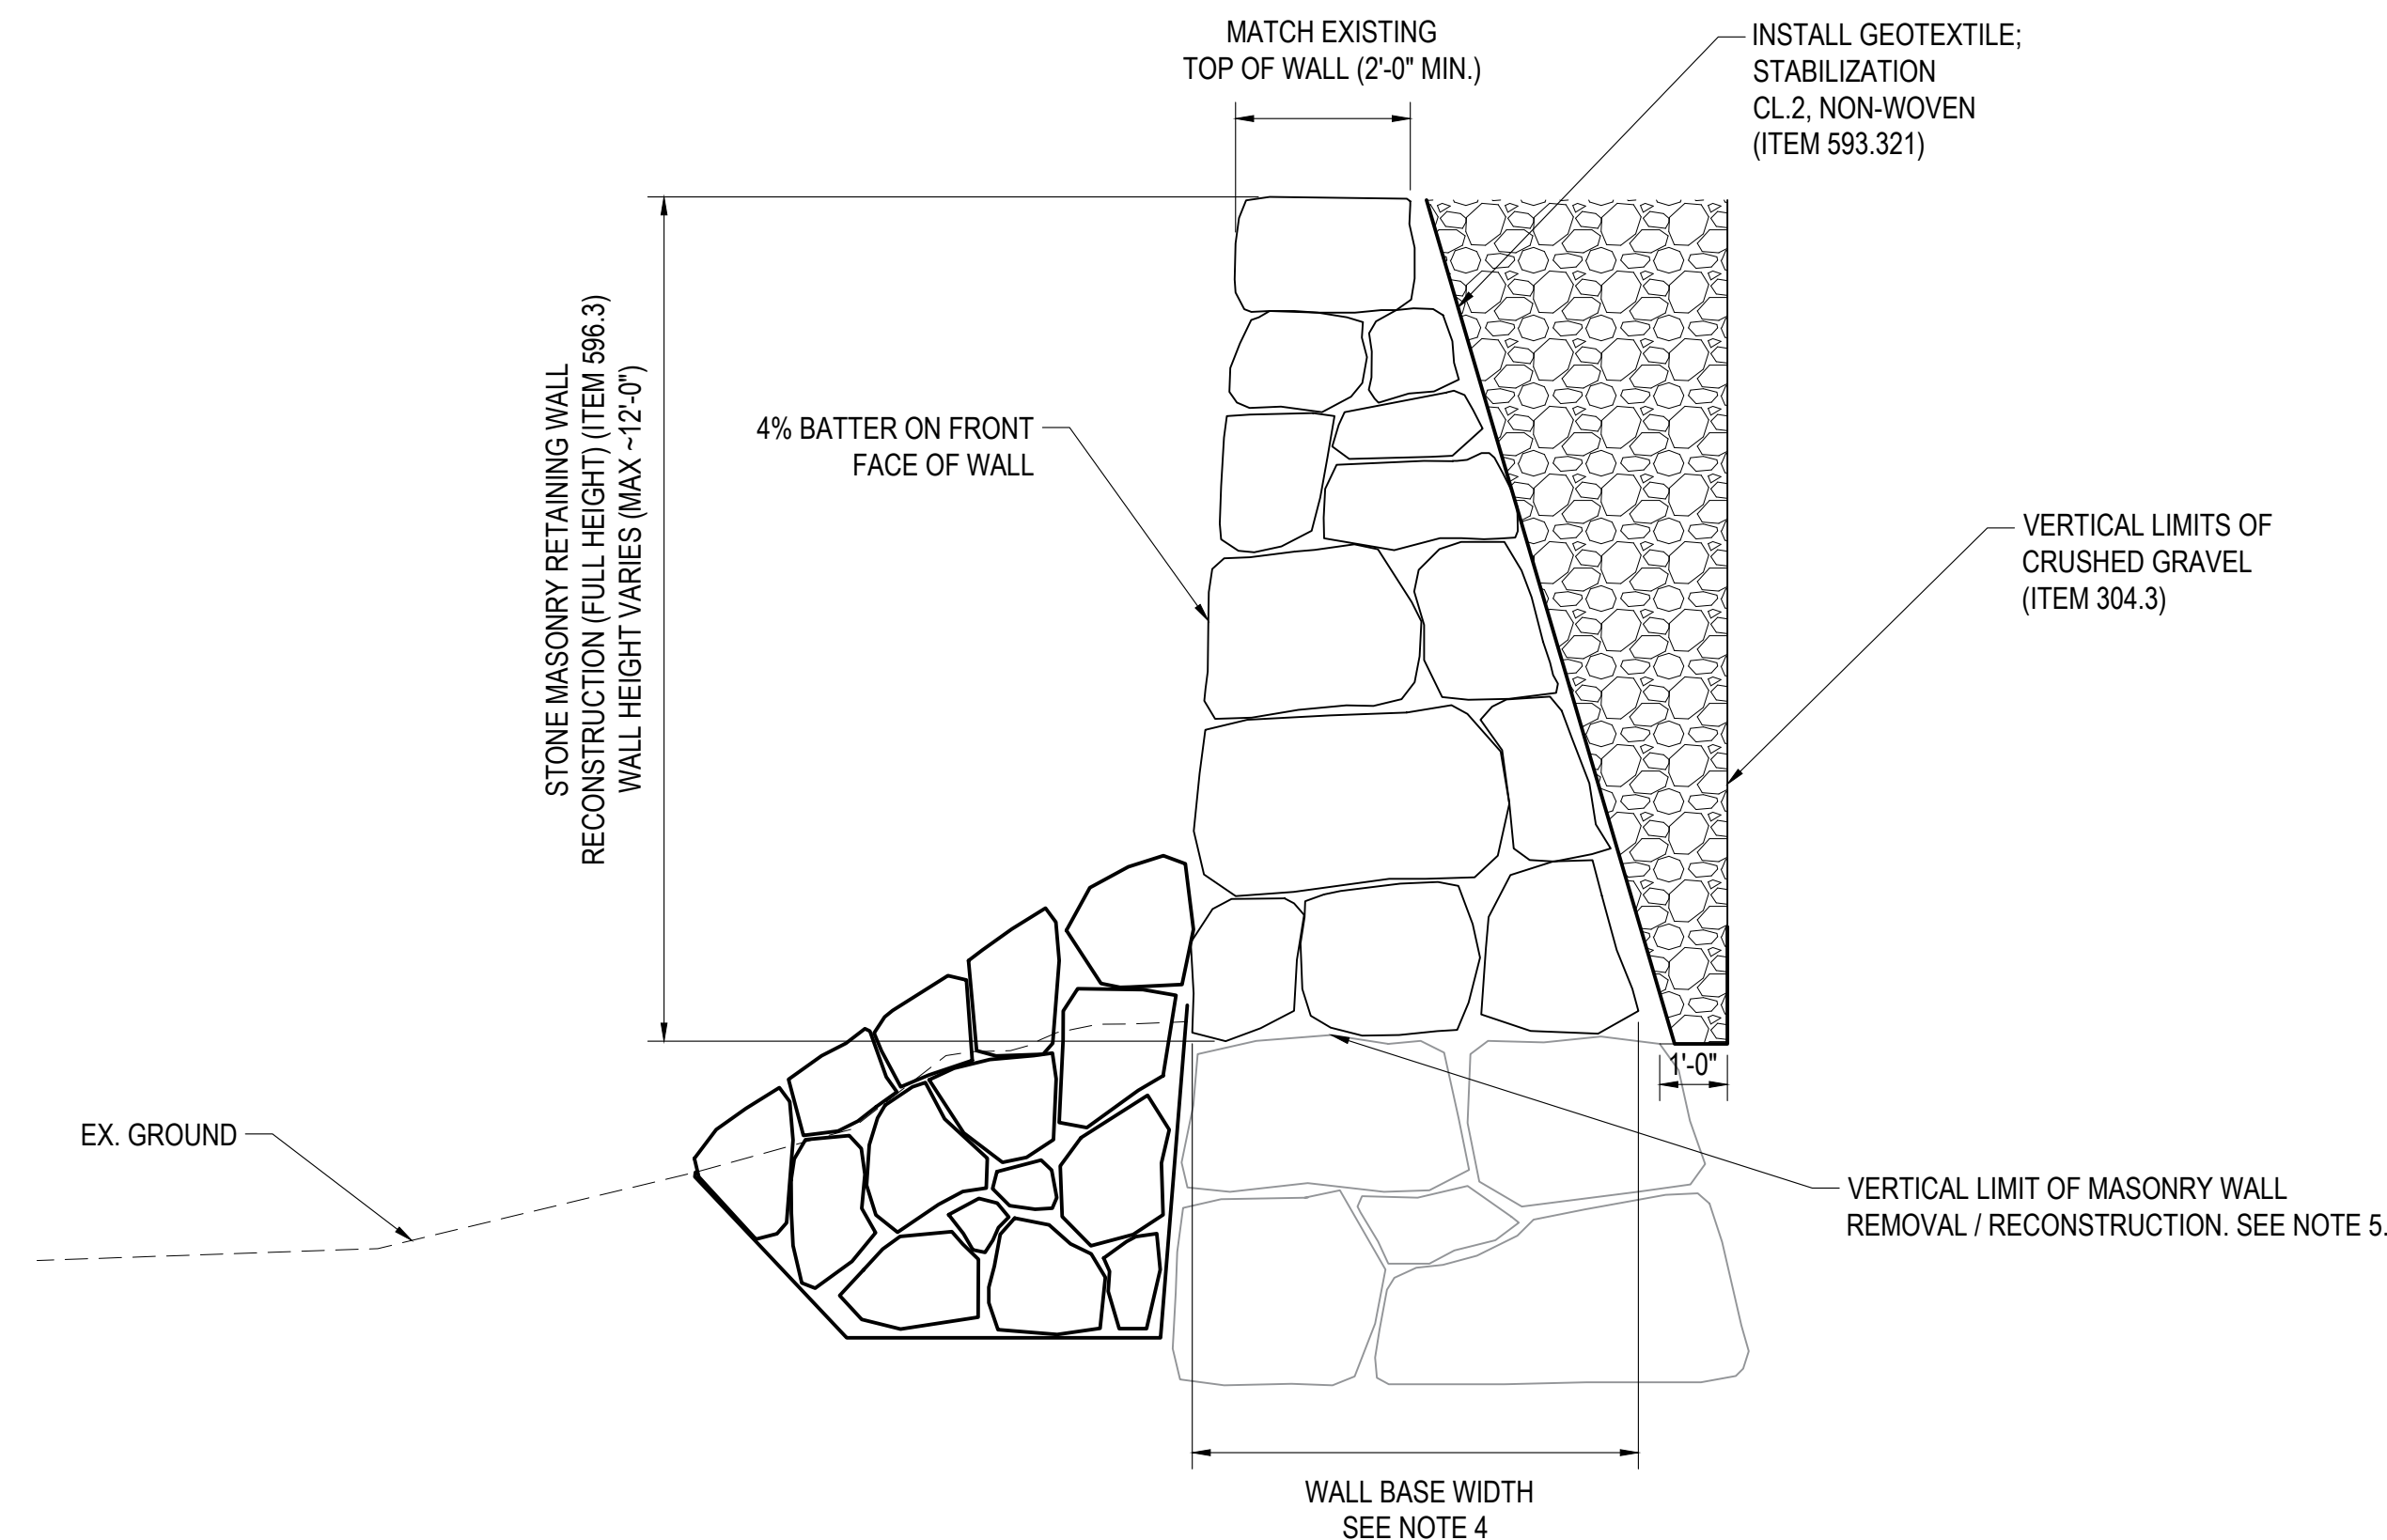 MATCH EXISTING
TOP OF WALL (2'-0" MIN.)
INSTALL GEOTEXTILE;
STABILIZATION
CL.2, NON-WOVEN
(ITEM 593.321)
STONE MASONRY RETAINING WALL
RECONSTRUCTION (FULL HEIGHT) (ITEM 596.3)
WALL HEIGHT VARIES (MAX ~12'-0")
4% BATTER ON FRONT
FACE OF WALL
VERTICAL LIMITS OF
CRUSHED GRAVEL
(ITEM 304.3)
1'-0"
EX. GROUND
VERTICAL LIMIT OF MASONRY WALL
REMOVAL / RECONSTRUCTION. SEE NOTE 5.
WALL BASE WIDTH
SEE NOTE 4